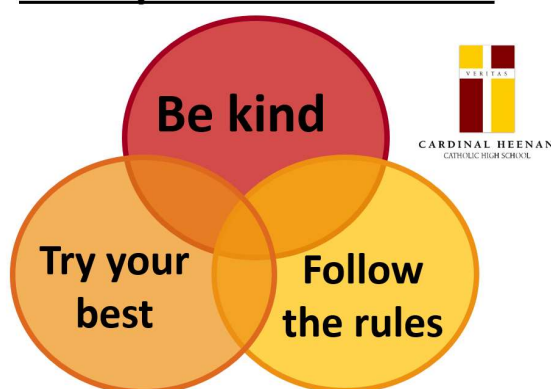 Be kind
VERITAS
CARDINAL HEENAN
CATHOLIC HIGH SCHOOL
Try your
best
Follow
the rules